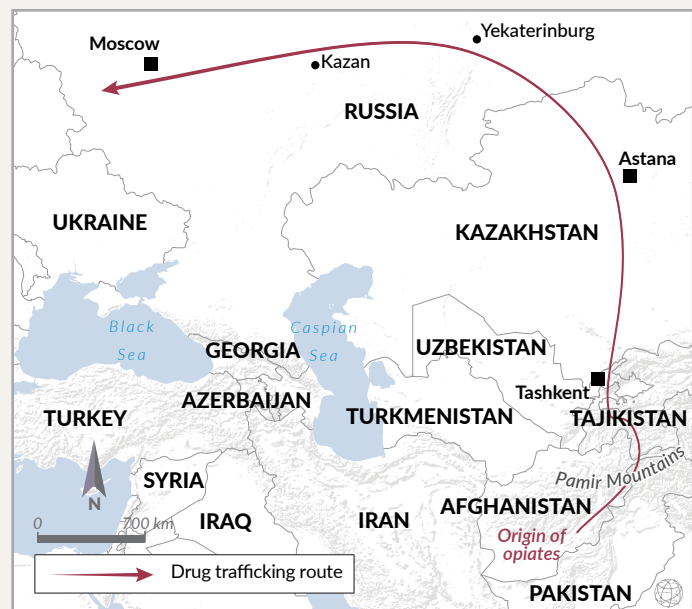 Yekaterinburg
Moscow
Kazan
RUSSIA
Astana
UKRAINE
KAZAKHSTAN
Black
Sea
Caspian
Sea
GEORGIA
UZBEKISTAN
Tashkent
AZERBAIJAN
TURKMENISTAN
TAJIKISTAN
TURKEY
Pamir Mountains
SYRIA
N
AFGHANISTAN
IRAQ
IRAN
0
700 km
Origin of
opiates
Drug trafficking route
PAKISTAN